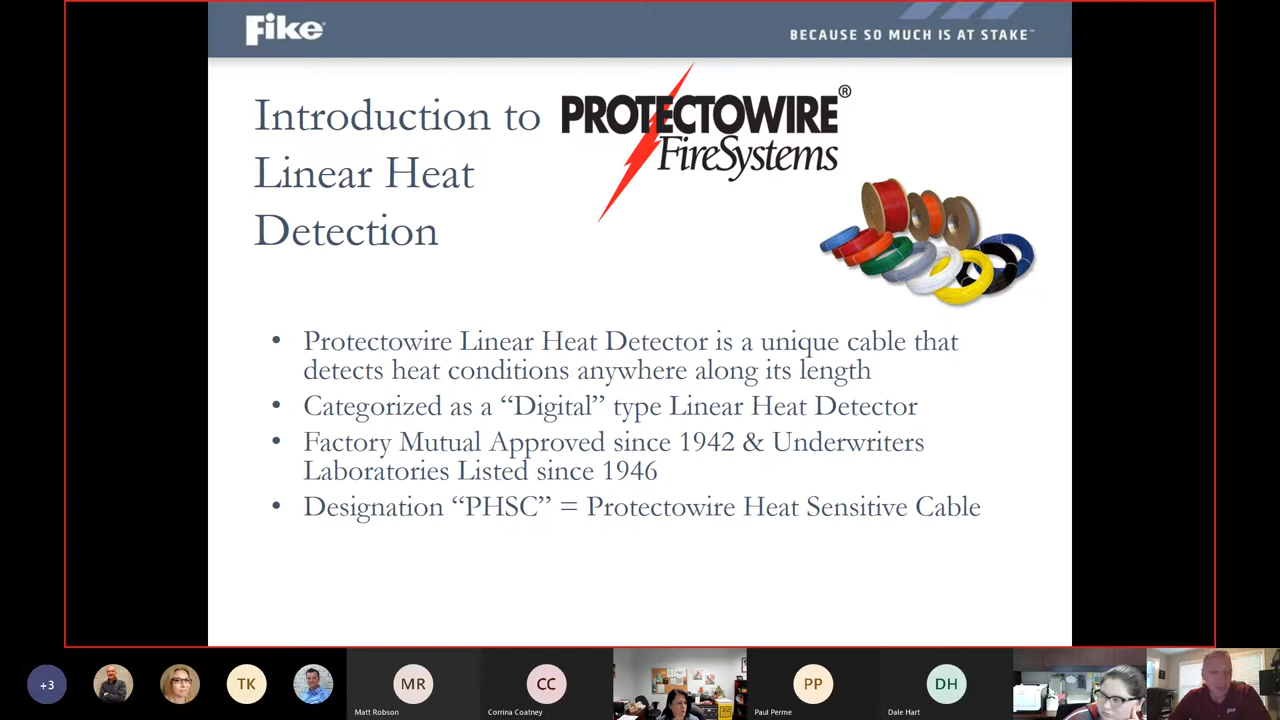 Fike
BECAUSE SO MUCH IS AT STAKE™
Introduction to
Linear Heat
Detection
PROTECTOWIRE®
FireSystems
• Protectowire Linear Heat Detector is a unique cable that
detects heat conditions anywhere along its length
• Categorized as a “Digital” type Linear Heat Detector
• Factory Mutual Approved since 1942 & Underwriters
Laboratories Listed since 1946
• Designation “PHSC” = Protectowire Heat Sensitive Cable
+3
TK
MR
CC
PP
DH
Matt Robson
Corrina Coatney
Paul Perme
Dale Hart